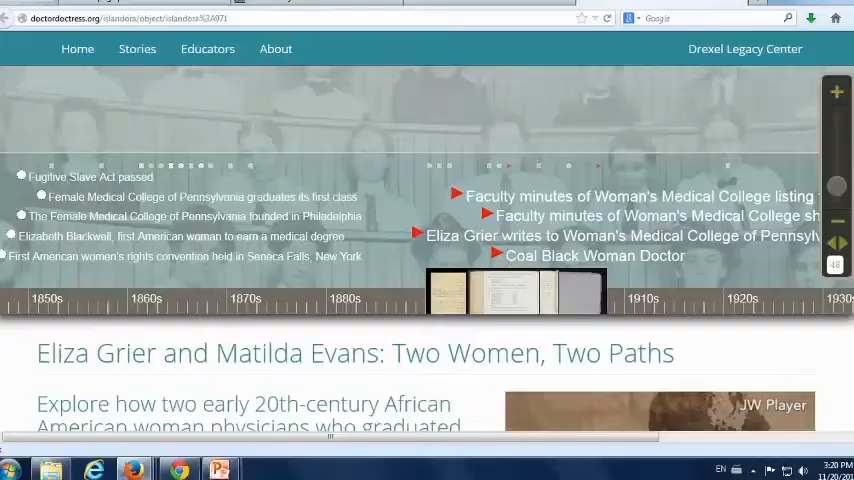 doctordoctress.org/islandora/object/islandora%3A971
Google
Home Stories Educators About Drexel Legacy Center
Fugitive Slave Act passed
Female Medical College of Pennsylvania graduates its first class
The Female Medical College of Pennsylvania founded in Philadelphia
Elizabeth Blackwell, first American woman to earn a medical degree
First American women's rights convention held in Seneca Falls, New York
Faculty minutes of Woman's Medical College listing
Faculty minutes of Woman's Medical College sh
Eliza Grier writes to Woman's Medical College of Pennsylv
Coal Black Woman Doctor
48
1850s 1860s 1870s 1880s 1910s 1920s 1930s
Eliza Grier and Matilda Evans: Two Women, Two Paths
Explore how two early 20th-century African
American woman physicians who graduated
JW Player
EN
3:20 PM
11/20/201